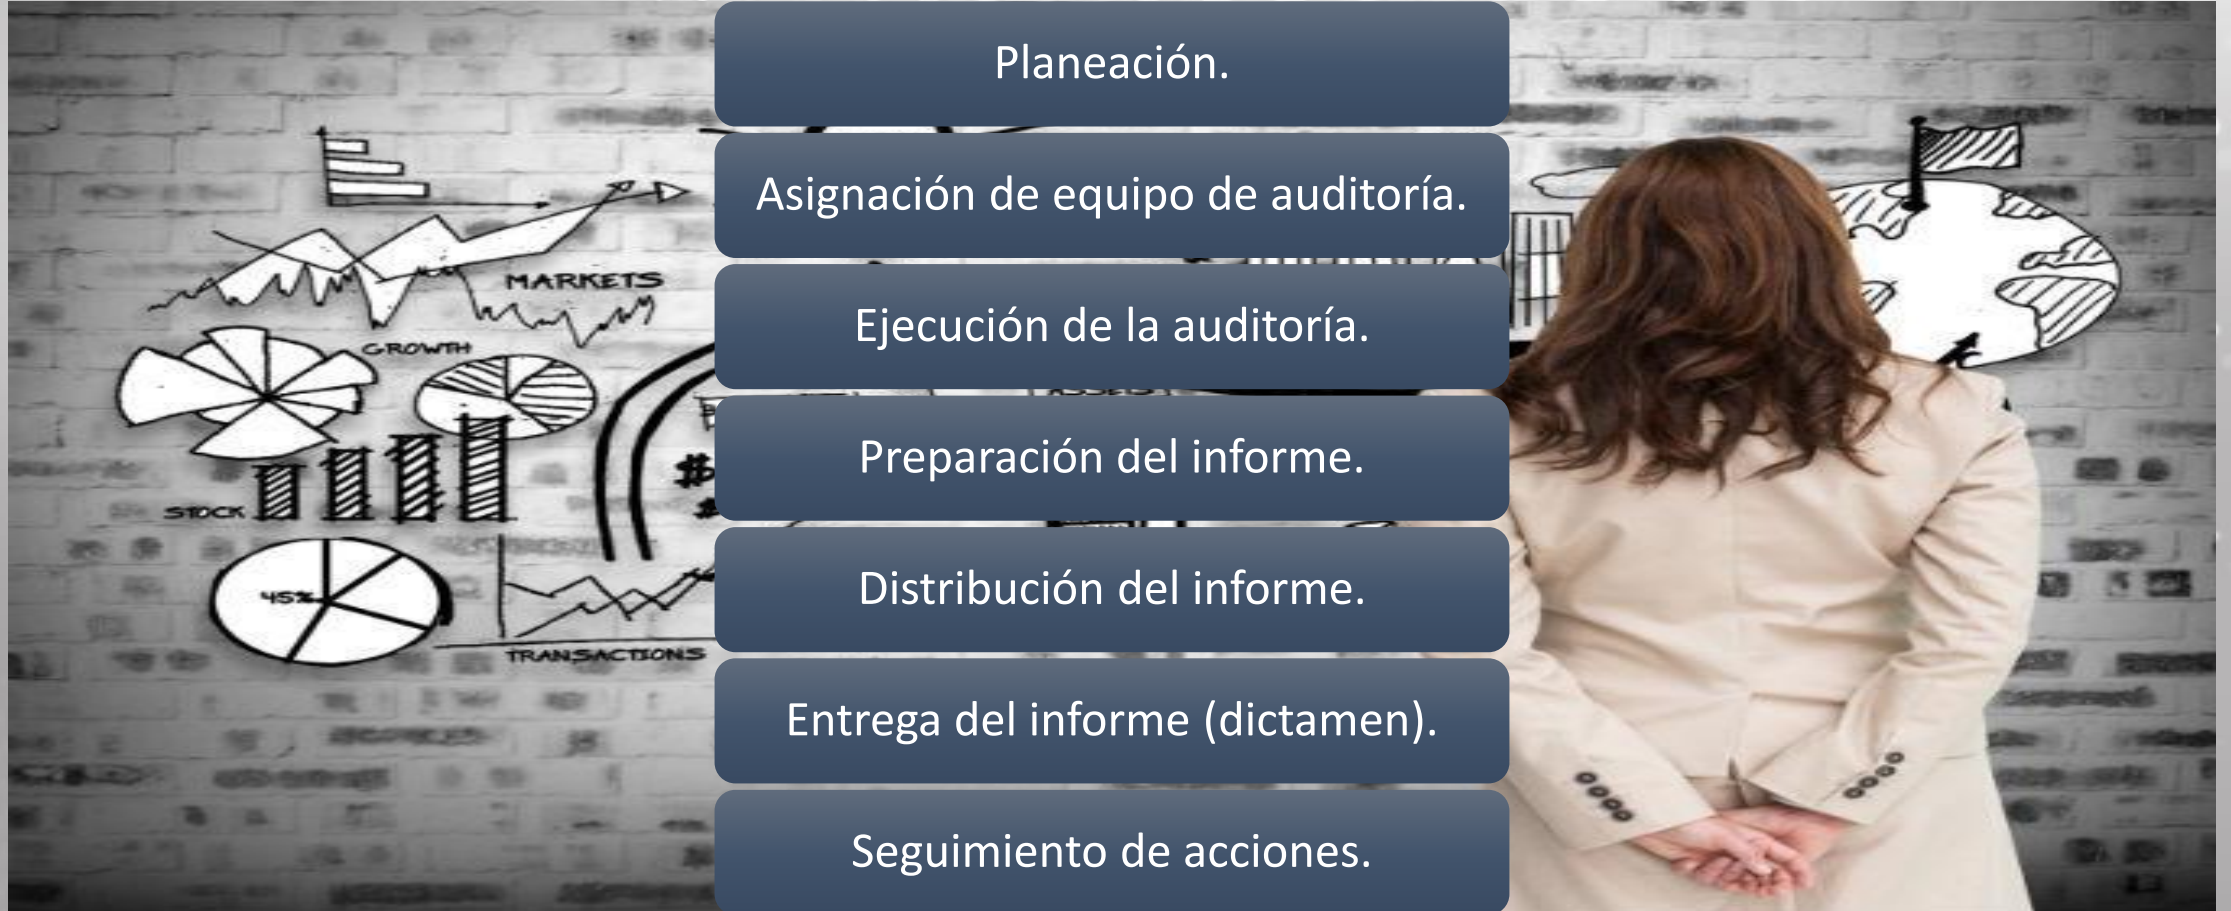 Planeación.
Asignación de equipo de auditoría.
Ejecución de la auditoría.
Preparación del informe.
Distribución del informe.
Entrega del informe (dictamen).
Seguimiento de acciones.
MARKETS
GROWTH
STOCK
45%
TRANSACTIONS